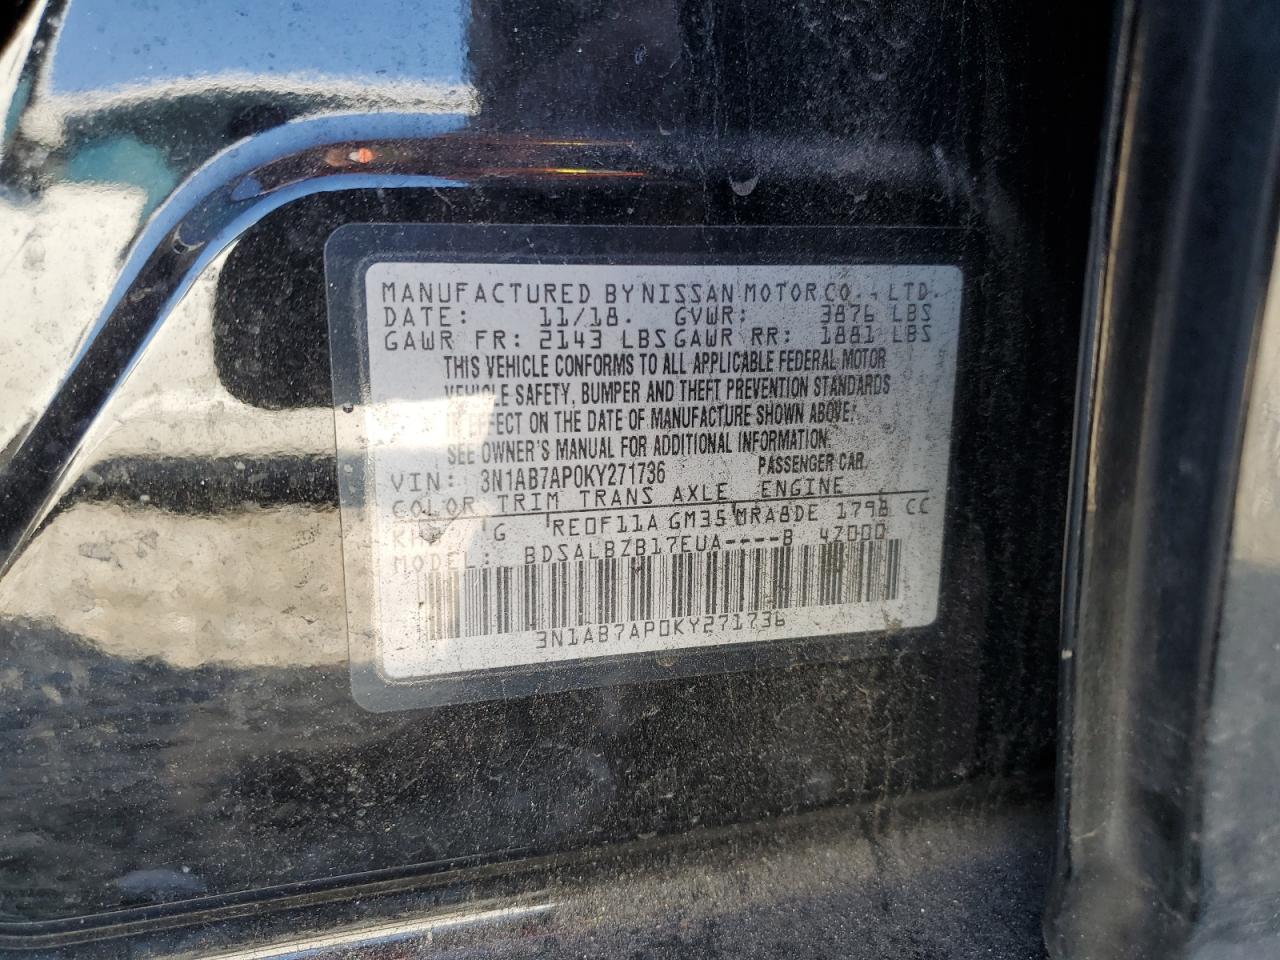 MANUFACTURED BY NISSAN MOTOR CO., LTD.
DATE: 11/18. GVWR: 3876 LBS
GAWR FR: 2143 LBS GAWR RR: 1881 LBS
THIS VEHICLE CONFORMS TO ALL APPLICABLE FEDERAL MOTOR
VEHICLE SAFETY, BUMPER AND THEFT PREVENTION STANDARDS
IN EFFECT ON THE DATE OF MANUFACTURE SHOWN ABOVE:
SEE OWNER'S MANUAL FOR ADDITIONAL INFORMATION.
VIN: 3N1AB7AP0KY271736 PASSENGER CAR.
COLOR TRIM TRANS AXLE ENGINE
G RE0F11A GM35 MRA8DE 1798 CC
MODEL: BDSALBZB17EUA----B 47000
3N1AB7AP0KY271736